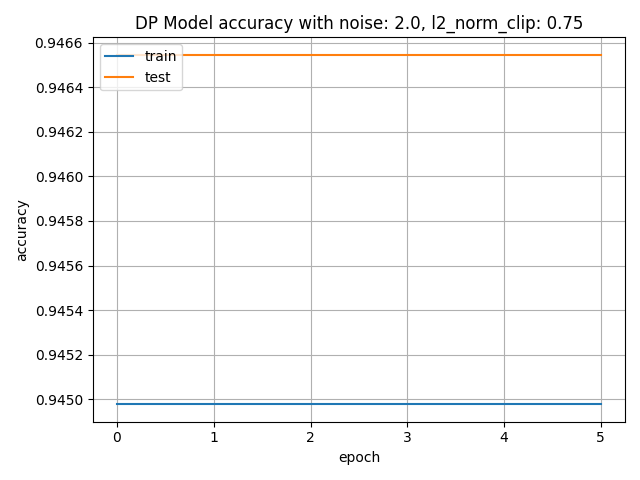 DP Model accuracy with noise: 2.0, l2_norm_clip: 0.75
train
test
accuracy
0.9466
0.9464
0.9462
0.9460
0.9458
0.9456
0.9454
0.9452
0.9450
0 1 2 3 4 5
epoch